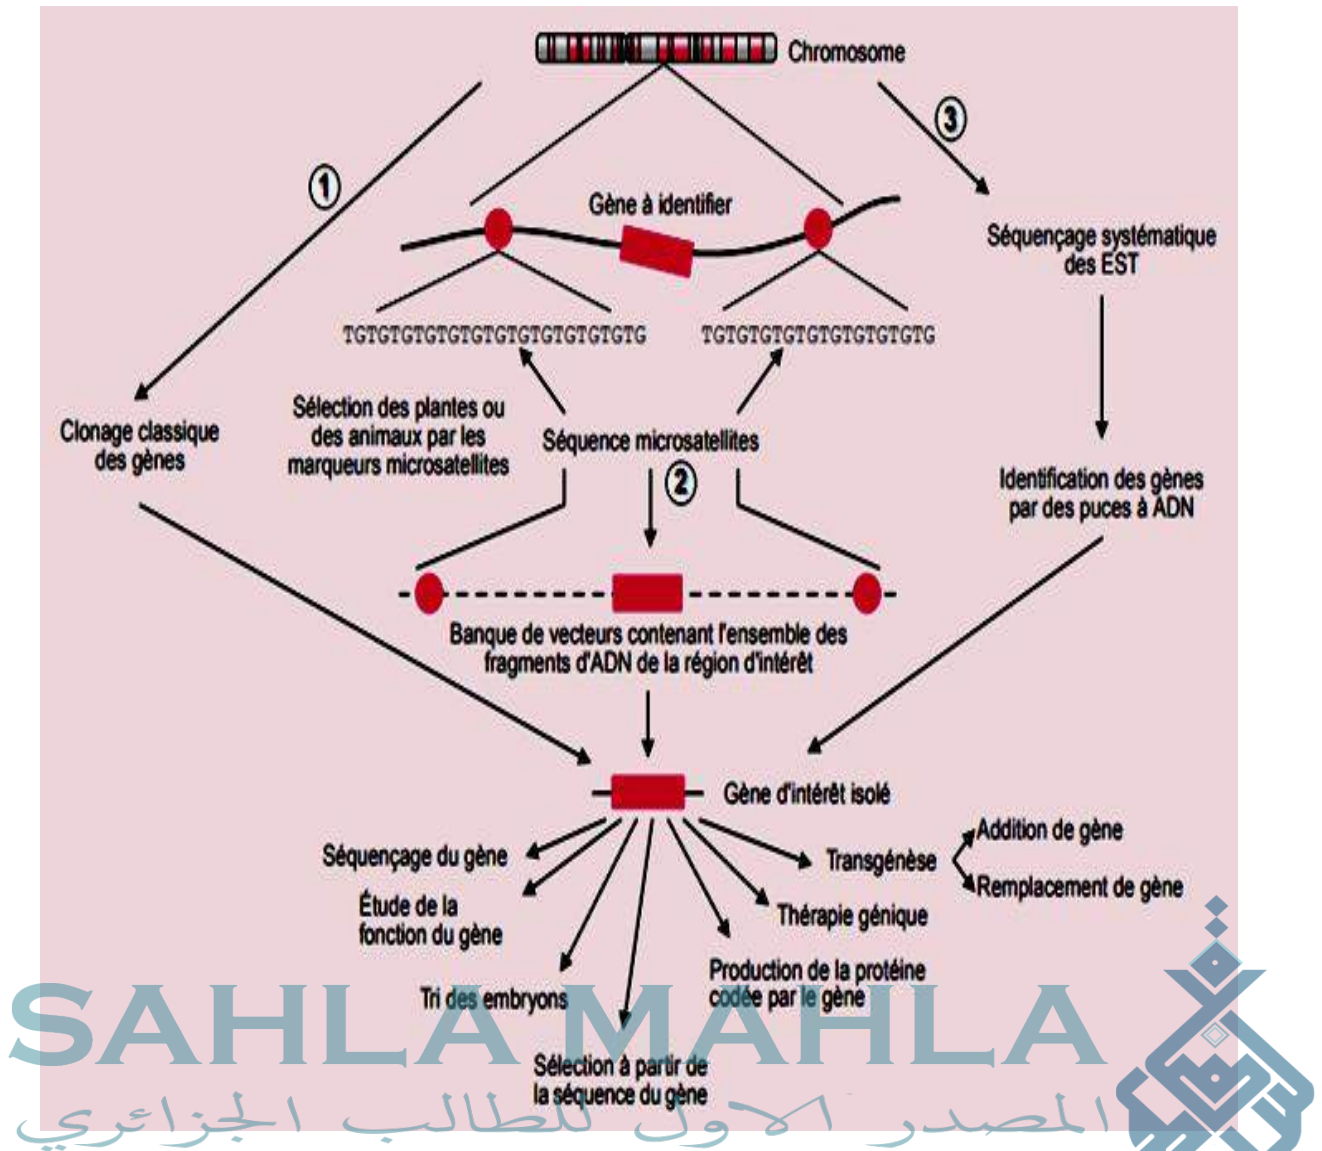 Chromosome
3
1
Gène à identifier
Séquençage systématique
des EST
TGTGTGTGTGTGTGTGTGTGTGTGTG
TGTGTGTGTGTGTGTGTGTG
Sélection des plantes ou
des animaux par les
marqueurs microsatellites
Clonage classique
des gènes
Séquence microsatellites
2
Identification des gènes
par des puces à ADN
Banque de vecteurs contenant l'ensemble des
fragments d'ADN de la région d'intérêt
Gène d'intérêt isolé
Séquençage du gène
Étude de la
fonction du gène
Tri des embryons
Sélection à partir de
la séquence du gène
Production de la protéine
codée par le gène
Thérapie génique
Transgénèse
Addition de gène
Remplacement de gène
SAHLA MAHLA
المصدر الاول للطالب الجزائري